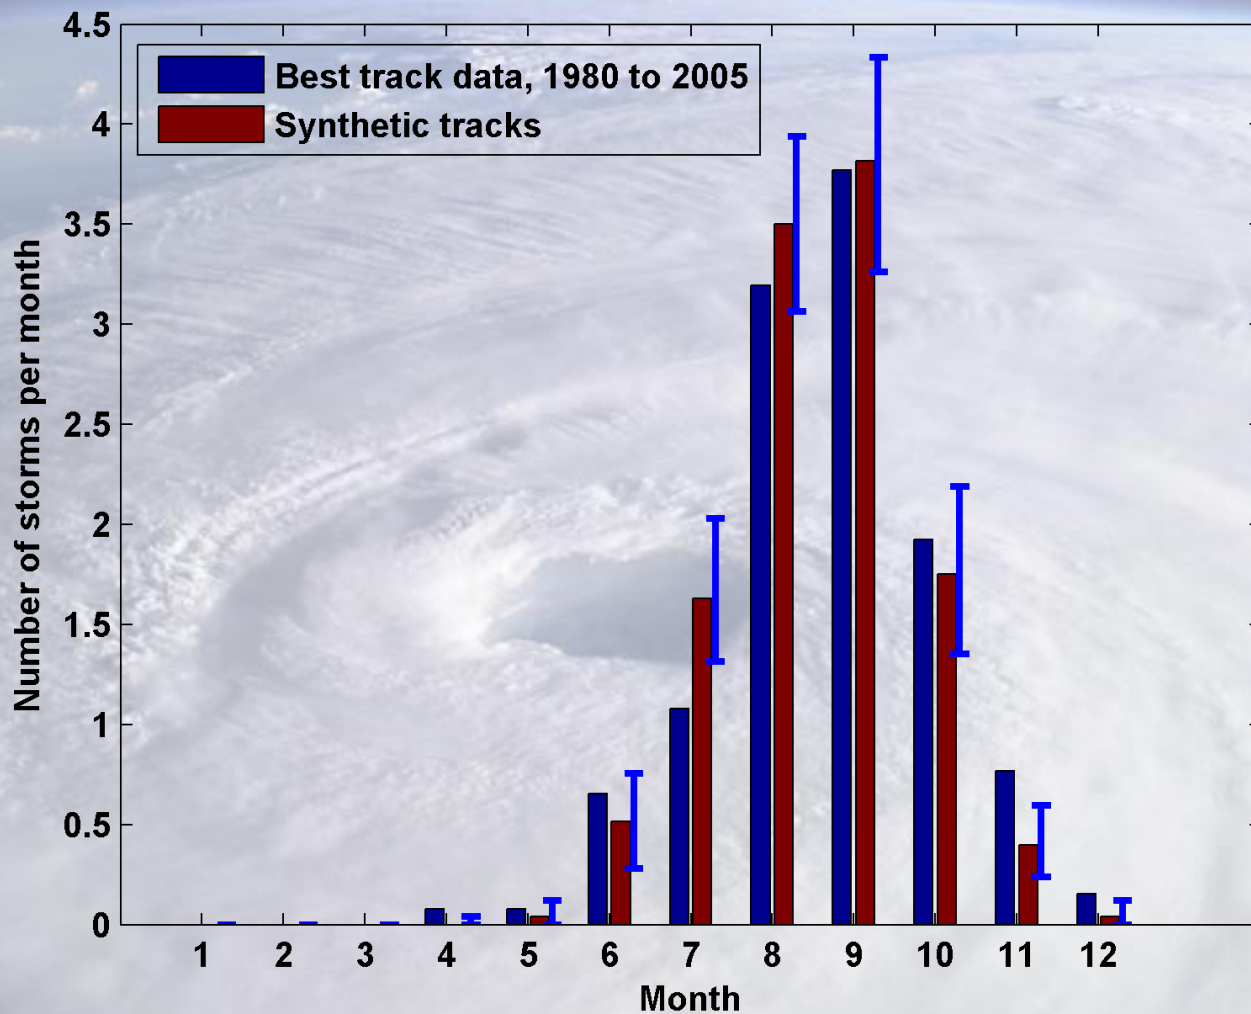 Best track data, 1980 to 2005
Synthetic tracks
4.5
4
3.5
3
2.5
2
1.5
1
0.5
0
Number of storms per month
1 2 3 4 5 6 7 8 9 10 11 12
Month